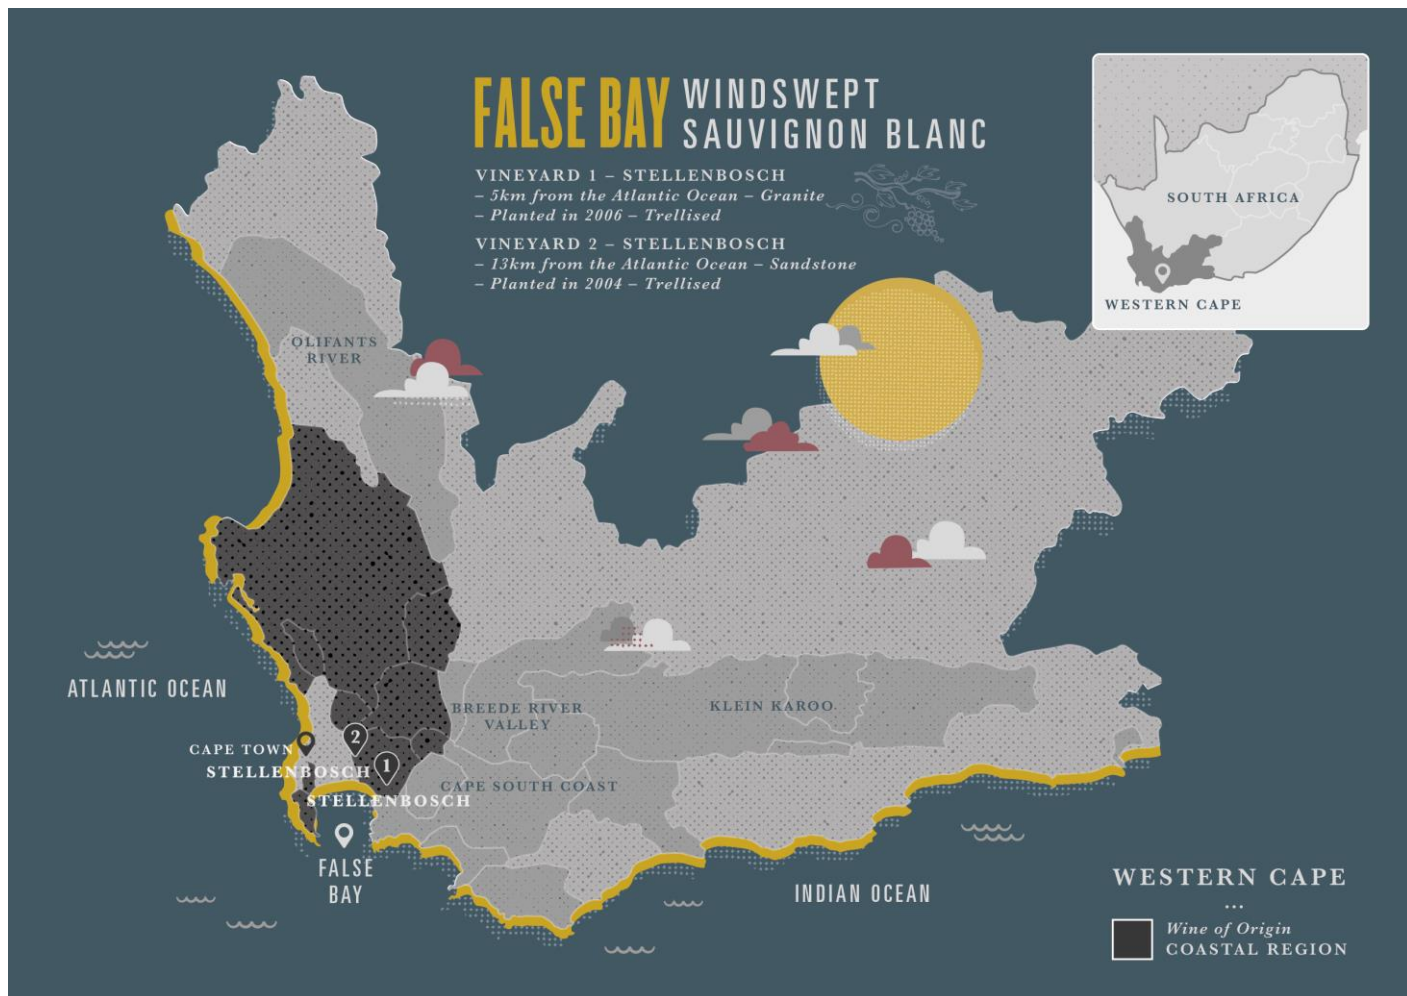 FALSE BAY WINDSWEPT
SAUVIGNON BLANC
VINEYARD 1 – STELLENBOSCH
– 5km from the Atlantic Ocean – Granite
– Planted in 2006 – Trellised
VINEYARD 2 – STELLENBOSCH
– 13km from the Atlantic Ocean – Sandstone
– Planted in 2004 – Trellised
SOUTH AFRICA
WESTERN CAPE
OLIFANTS
RIVER
ATLANTIC OCEAN
BREEDE RIVER
VALLEY
KLEIN KAROO
2
CAPE TOWN
1
STELLENBOSCH
CAPE SOUTH COAST
STELLENBOSCH
FALSE
BAY
INDIAN OCEAN
WESTERN CAPE
...
Wine of Origin
COASTAL REGION